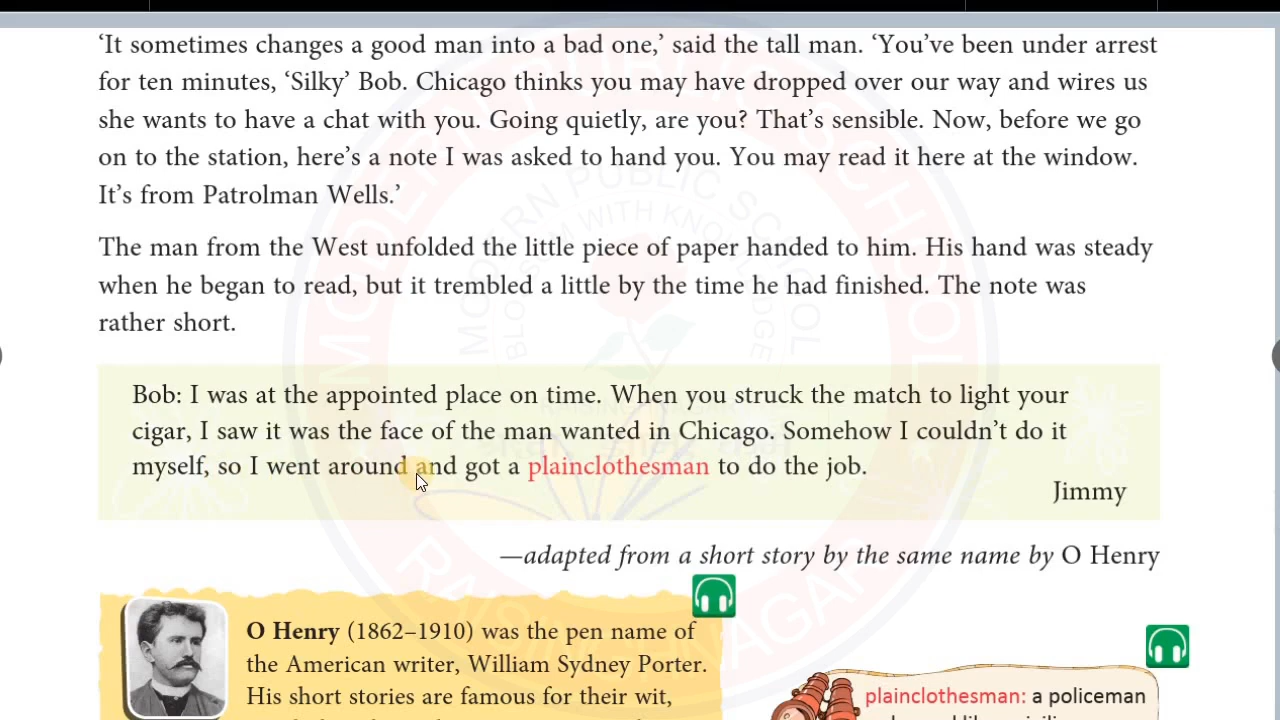 ‘It sometimes changes a good man into a bad one,’ said the tall man. ‘You’ve been under arrest
for ten minutes, ‘Silky’ Bob. Chicago thinks you may have dropped over our way and wires us
she wants to have a chat with you. Going quietly, are you? That’s sensible. Now, before we go
on to the station, here’s a note I was asked to hand you. You may read it here at the window.
It’s from Patrolman Wells.’
The man from the West unfolded the little piece of paper handed to him. His hand was steady
when he began to read, but it trembled a little by the time he had finished. The note was
rather short.
Bob: I was at the appointed place on time. When you struck the match to light your
cigar, I saw it was the face of the man wanted in Chicago. Somehow I couldn’t do it
myself, so I went around and got a plainclothesman to do the job.
Jimmy
—adapted from a short story by the same name by O Henry
O Henry (1862–1910) was the pen name of
the American writer, William Sydney Porter.
His short stories are famous for their wit,
plainclothesman: a policeman
MODERN PUBLIC SCHOOL
RAISINGHNAGAR
MODERN PUBLIC SCHOOL
BLOSSOM WITH KNOWLEDGE